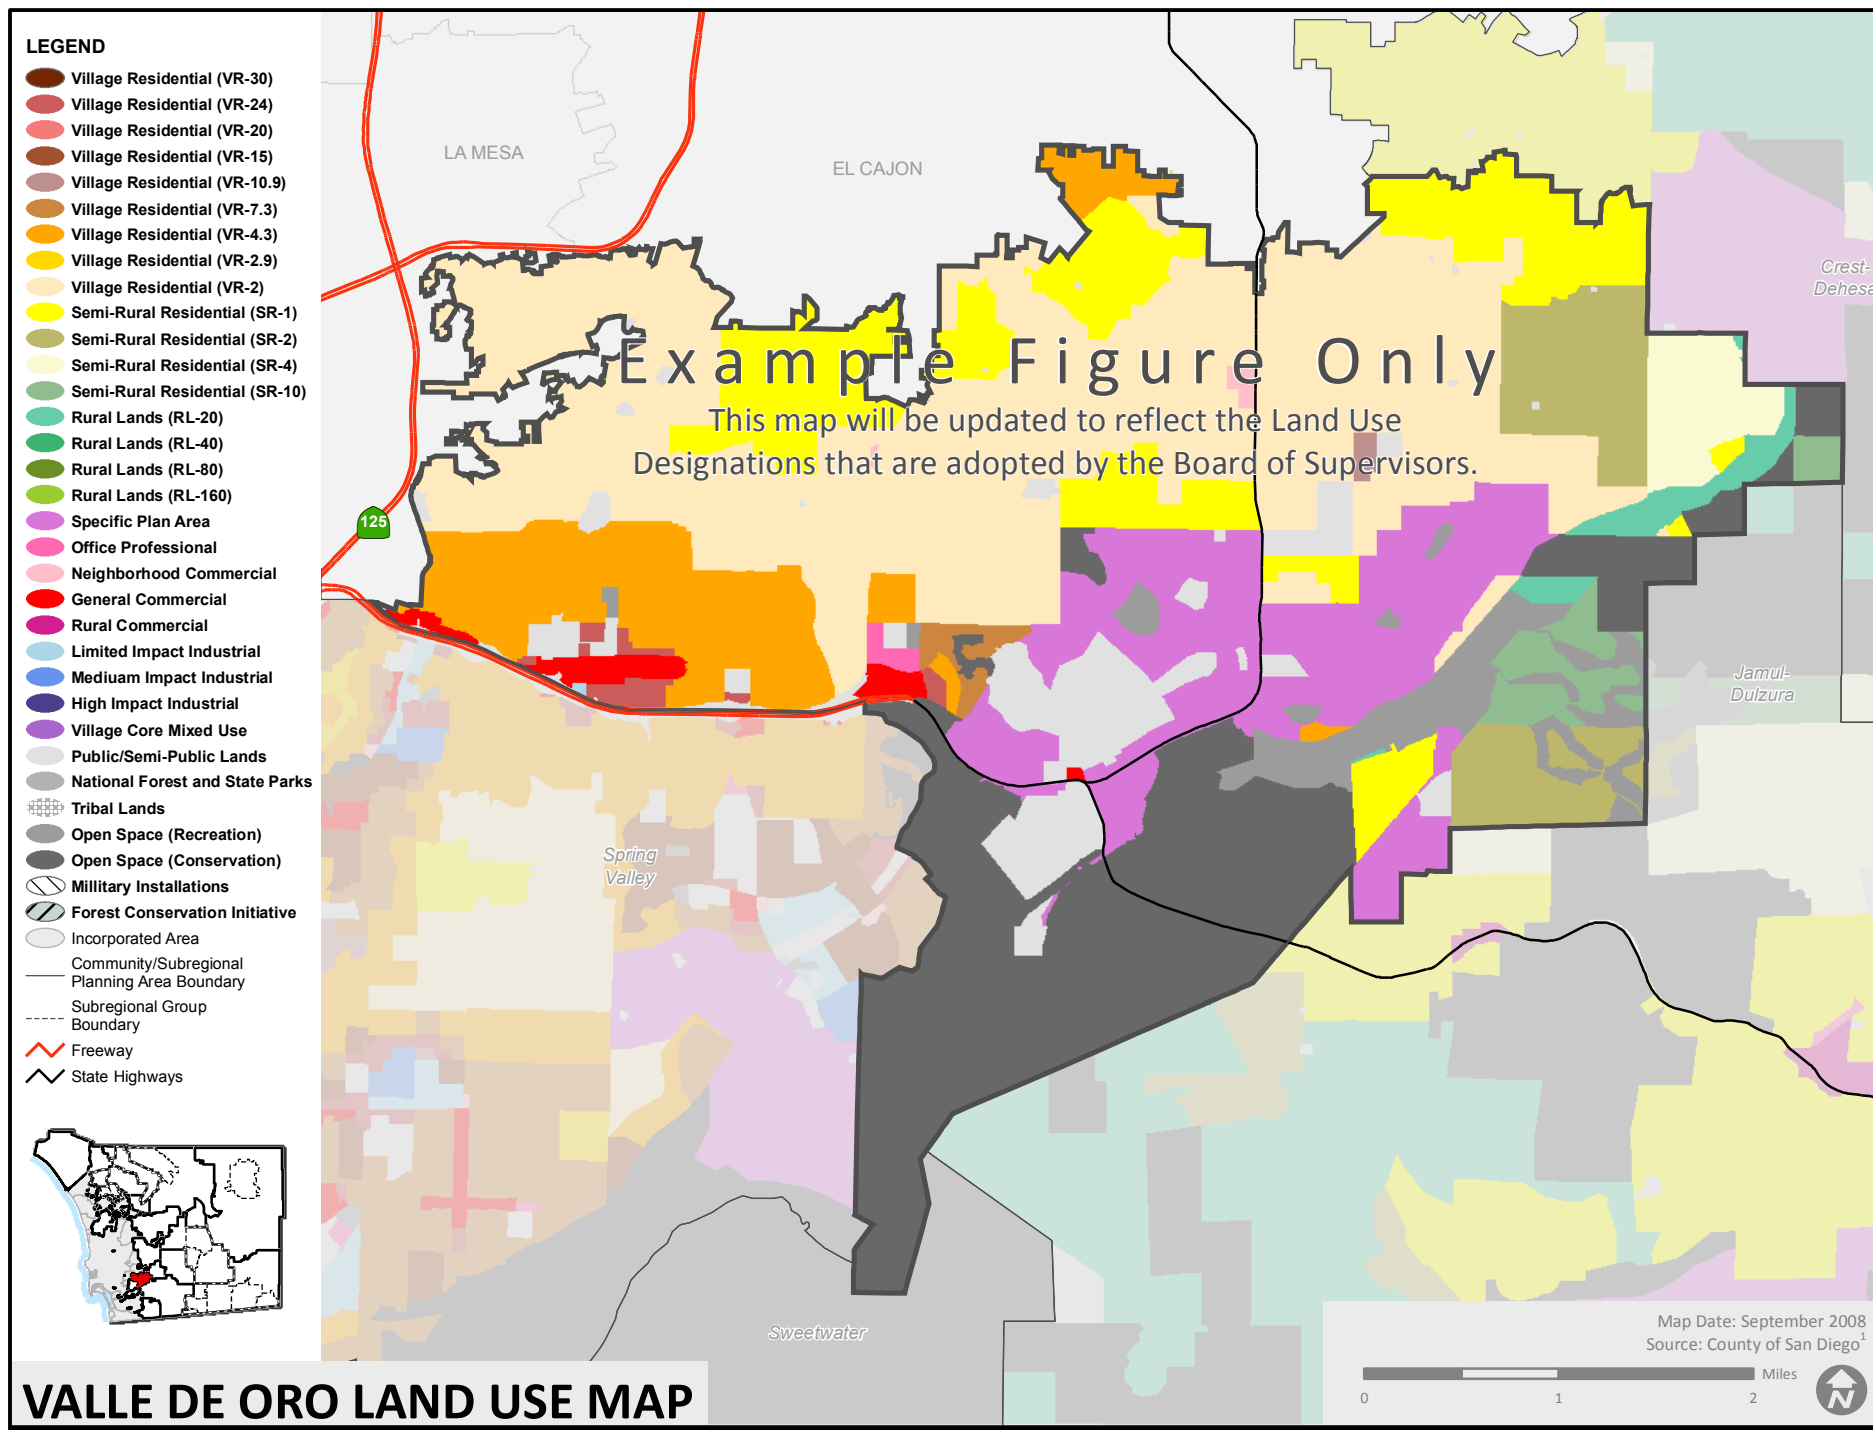 LEGEND
Village Residential (VR-30)
Village Residential (VR-24)
Village Residential (VR-20)
Village Residential (VR-15)
Village Residential (VR-10.9)
Village Residential (VR-7.3)
Village Residential (VR-4.3)
Village Residential (VR-2.9)
Village Residential (VR-2)
Semi-Rural Residential (SR-1)
Semi-Rural Residential (SR-2)
Semi-Rural Residential (SR-4)
Semi-Rural Residential (SR-10)
Rural Lands (RL-20)
Rural Lands (RL-40)
Rural Lands (RL-80)
Rural Lands (RL-160)
Specific Plan Area
Office Professional
Neighborhood Commercial
General Commercial
Rural Commercial
Limited Impact Industrial
Mediuam Impact Industrial
High Impact Industrial
Village Core Mixed Use
Public/Semi-Public Lands
National Forest and State Parks
Tribal Lands
Open Space (Recreation)
Open Space (Conservation)
Millitary Installations
Forest Conservation Initiative
Incorporated Area
Community/Subregional
Planning Area Boundary
Subregional Group
Boundary
Freeway
State Highways
LA MESA
EL CAJON
Crest-
Dehesa
Example Figure Only
This map will be updated to reflect the Land Use
Designations that are adopted by the Board of Supervisors.
125
Jamul-
Dulzura
Spring
Valley
Sweetwater
Map Date: September 2008
Source: County of San Diego1
Miles
0 1 2
N
VALLE DE ORO LAND USE MAP